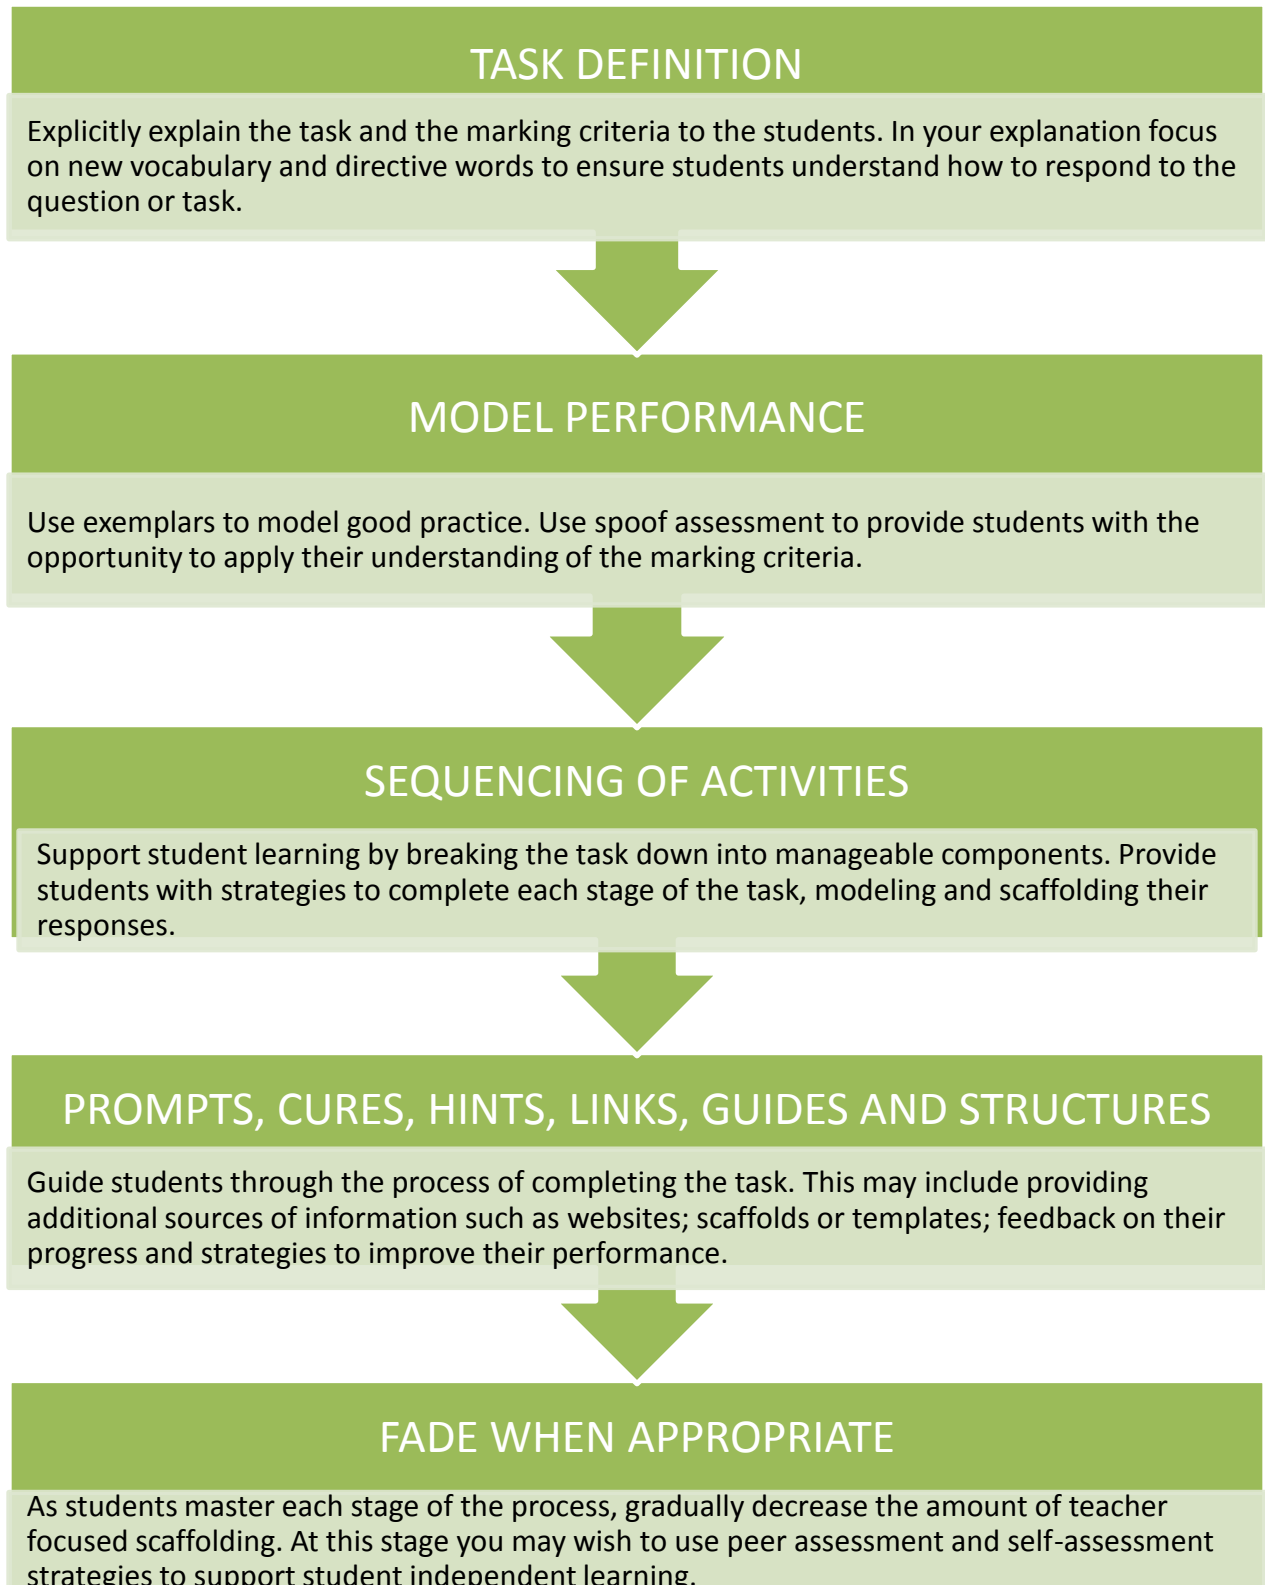 TASK DEFINITION
Explicitly explain the task and the marking criteria to the students. In your explanation focus
on new vocabulary and directive words to ensure students understand how to respond to the
question or task.
MODEL PERFORMANCE
Use exemplars to model good practice. Use spoof assessment to provide students with the
opportunity to apply their understanding of the marking criteria.
SEQUENCING OF ACTIVITIES
Support student learning by breaking the task down into manageable components. Provide
students with strategies to complete each stage of the task, modeling and scaffolding their
responses.
PROMPTS, CURES, HINTS, LINKS, GUIDES AND STRUCTURES
Guide students through the process of completing the task. This may include providing
additional sources of information such as websites; scaffolds or templates; feedback on their
progress and strategies to improve their performance.
FADE WHEN APPROPRIATE
As students master each stage of the process, gradually decrease the amount of teacher
focused scaffolding. At this stage you may wish to use peer assessment and self-assessment
strategies to support student independent learning.